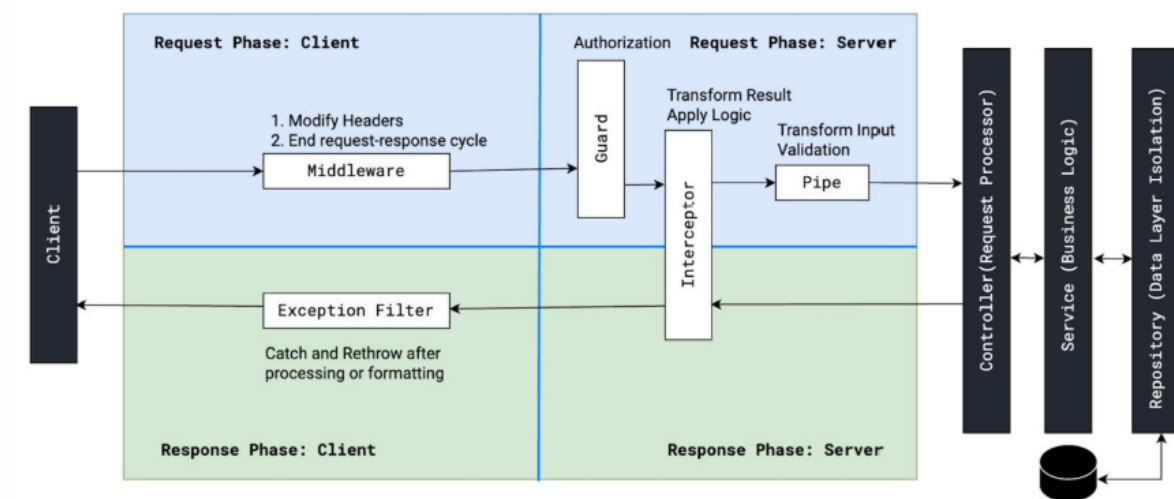 Request Phase: Client
Authorization
Request Phase: Server
1. Modify Headers
2. End request-response cycle
Middleware
Guard
Transform Result
Apply Logic
Interceptor
Transform Input
Validation
Pipe
Client
Exception Filter
Catch and Rethrow after
processing or formatting
Response Phase: Client
Response Phase: Server
Controller(Request Processor)
Service (Business Logic)
Repository (Data Layer Isolation)